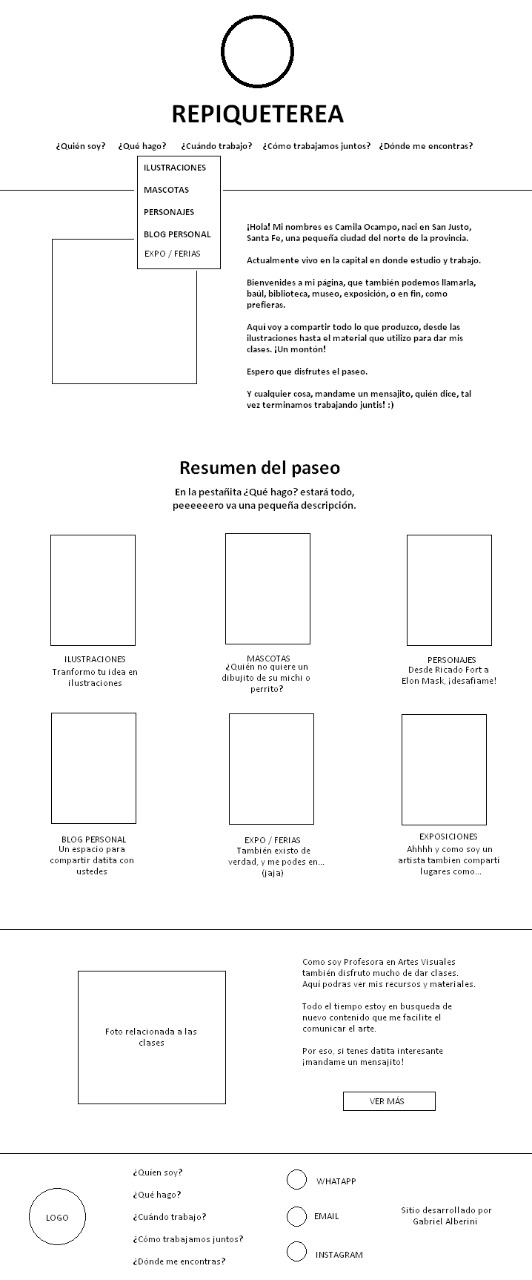 REPIQUETEREA
¿Quién soy? ¿Qué hago? ¿Cuándo trabajo? ¿Cómo trabajamos juntos? ¿Dónde me encontras?
ILUSTRACIONES
MASCOTAS
PERSONAJES
BLOG PERSONAL
EXPO / FERIAS
¡Hola! Mi nombres es Camila Ocampo, nací en San Justo,
Santa Fe, una pequeña ciudad del norte de la provincia.
Actualmente vivo en la capital en donde estudio y trabajo.
Bienvenides a mi página, que también podemos llamarla,
baúl, biblioteca, museo, exposición, o en fin, como
prefieras.
Aquí voy a compartir todo lo que produzco, desde las
ilustraciones hasta el material que utilizo para dar mis
clases. ¡Un montón!
Espero que disfrutes el paseo.
Y cualquier cosa, mandame un mensajito, quién dice, tal
vez terminamos trabajando juntis! :)
Resumen del paseo
En la pestañita ¿Qué hago? estará todo,
peeeeeero va una pequeña descripción.
ILUSTRACIONES
Tranformo tu idea en
ilustraciones
MASCOTAS
¿Quién no quiere un
dibujito de su michi o
perrito?
PERSONAJES
Desde Ricado Fort a
Elon Mask, ¡desafiame!
BLOG PERSONAL
Un espacio para
compartir datita con
ustedes
EXPO / FERIAS
También existo de
verdad, y me podes en...
(jaja)
EXPOSICIONES
Ahhhh y como soy un
artista tambien comparti
lugares como...
Foto relacionada a las
clases
Como soy Profesora en Artes Visuales
también disfruto mucho de dar clases.
Aquí podras ver mis recursos y materiales.
Todo el tiempo estoy en busqueda de
nuevo contenido que me facilite el
comunicar el arte.
Por eso, si tenes datita interesante
¡mandame un mensajito!
VER MÁS
LOGO
¿Quien soy?
¿Qué hago?
¿Cuándo trabajo?
¿Cómo trabajamos juntos?
¿Dónde me encontras?
WHATAPP
EMAIL
INSTAGRAM
Sitio desarrollado por
Gabriel Alberini